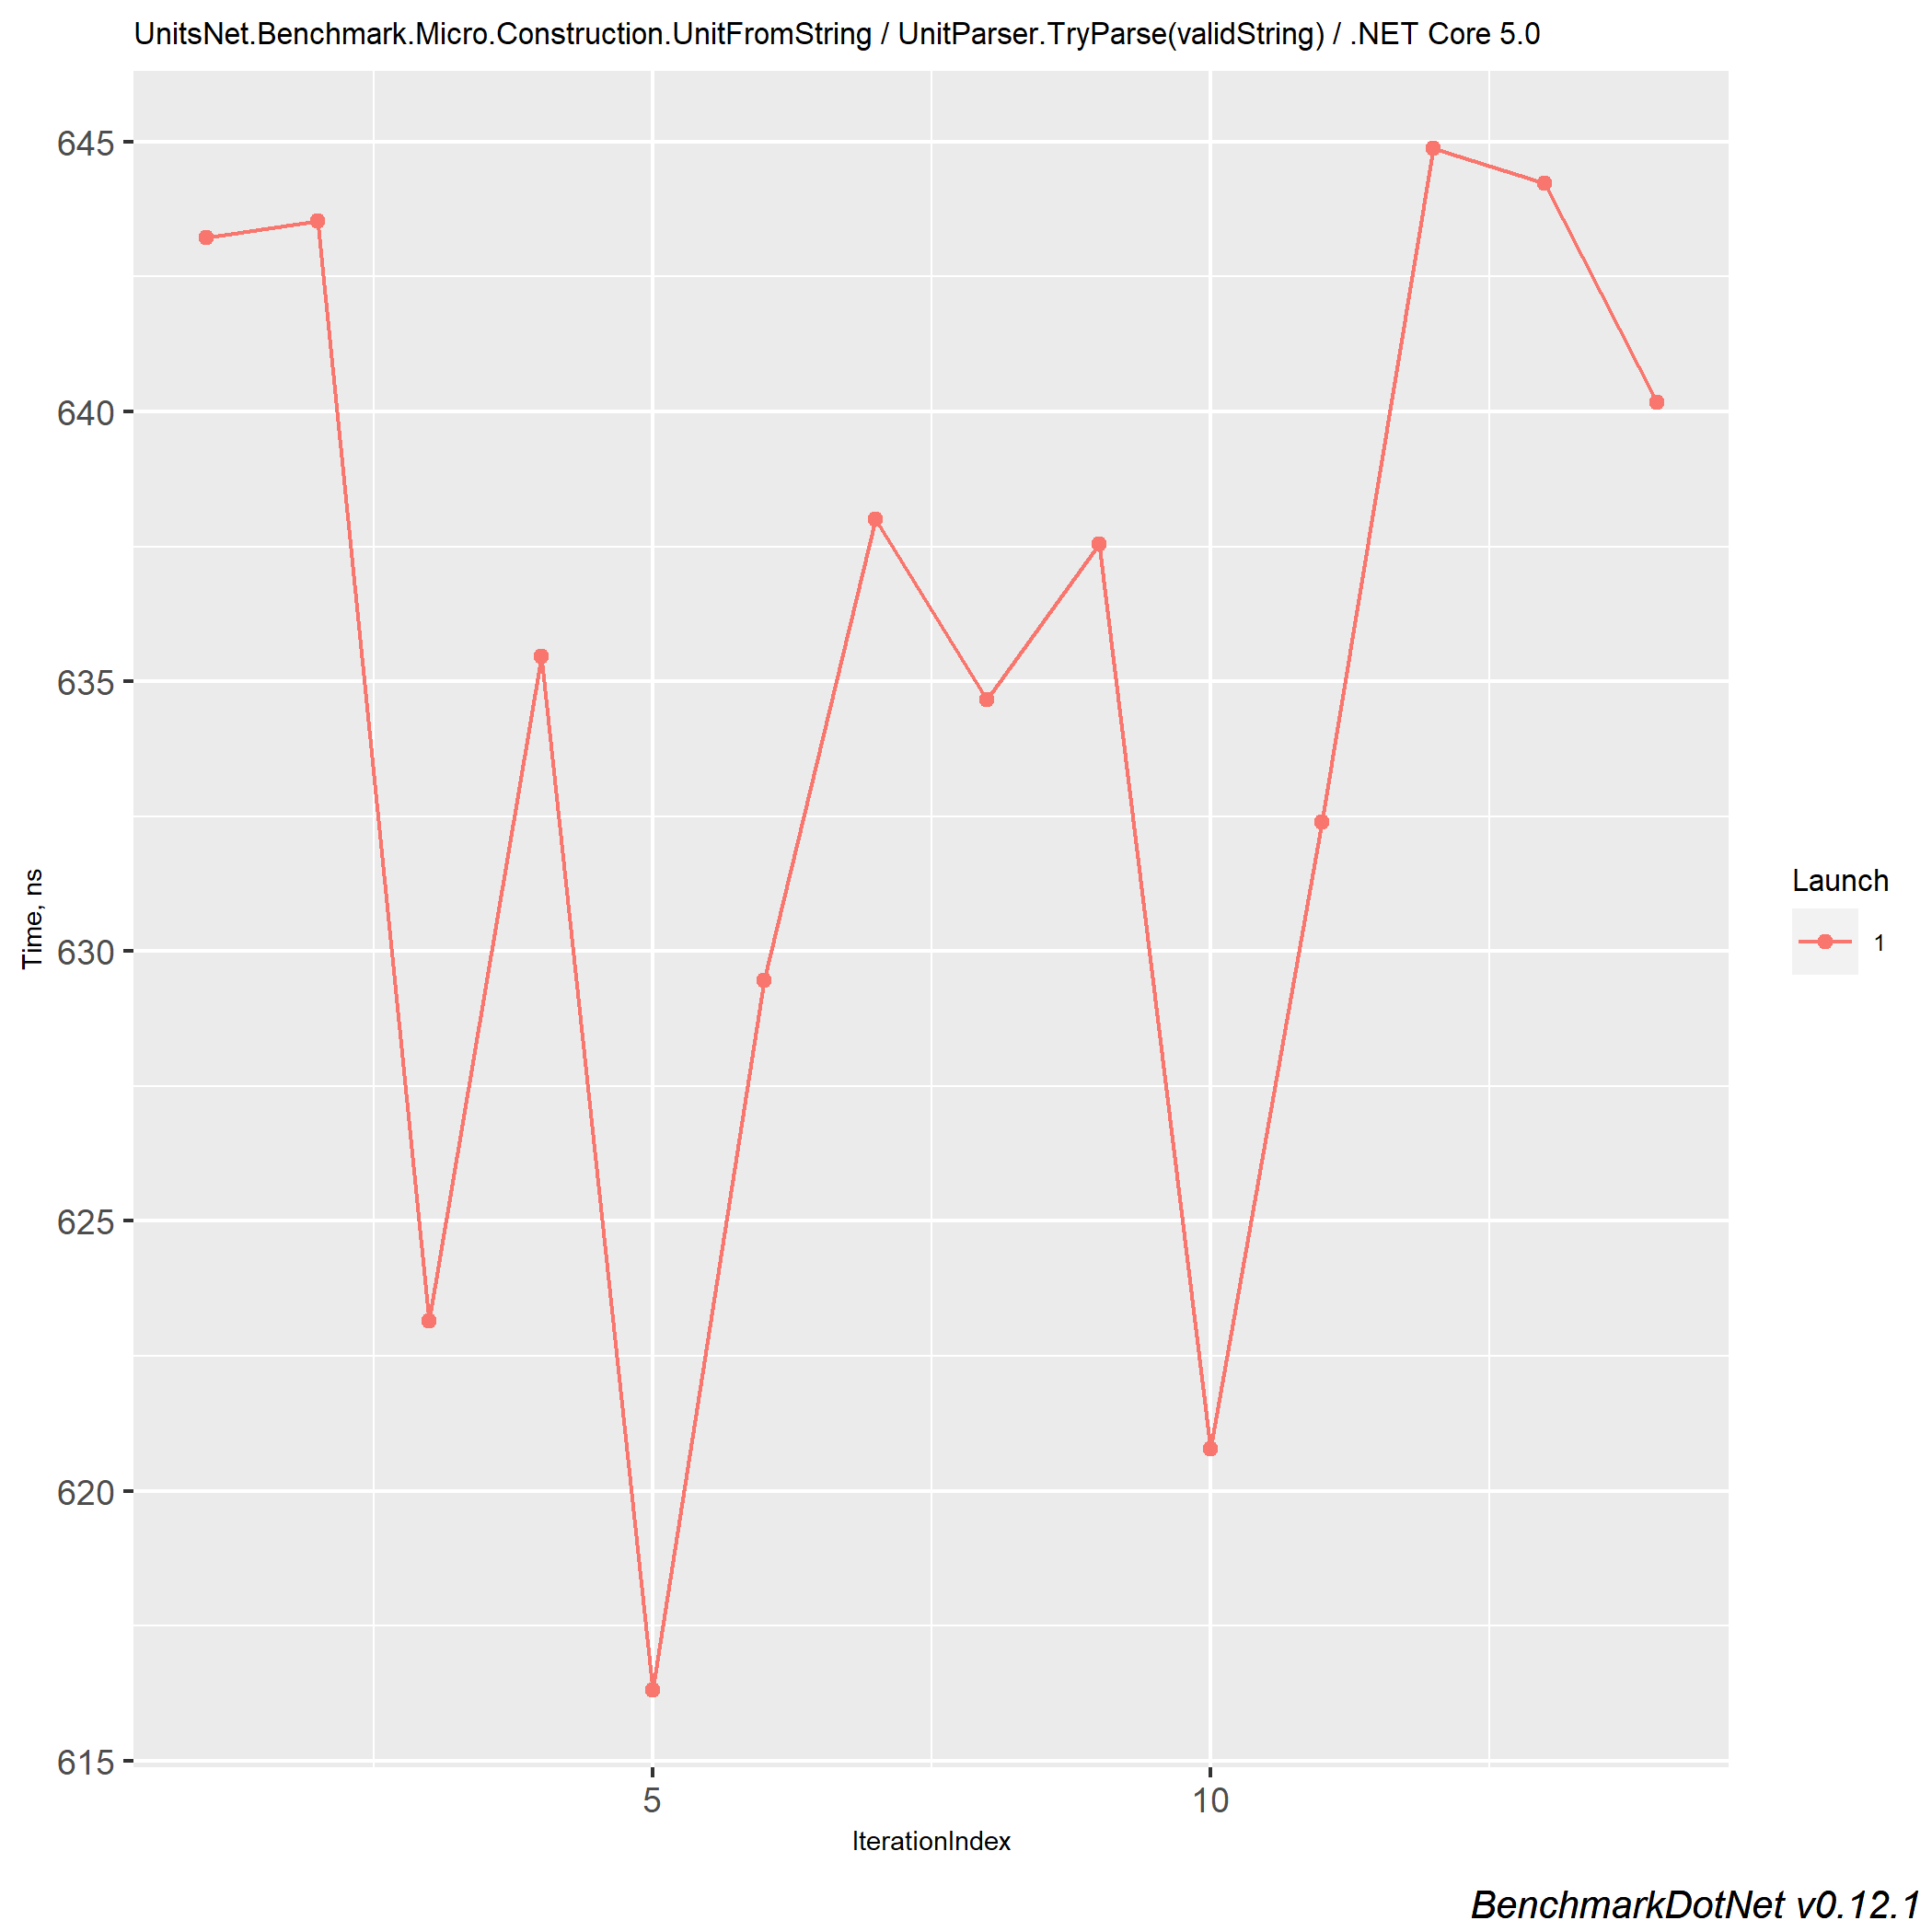 UnitsNet.Benchmark.Micro.Construction.UnitFromString / UnitParser.TryParse(validString) / .NET Core 5.0
645
640
635
630
625
620
615
Time, ns
5
10
IterationIndex
Launch
1
BenchmarkDotNet v0.12.1